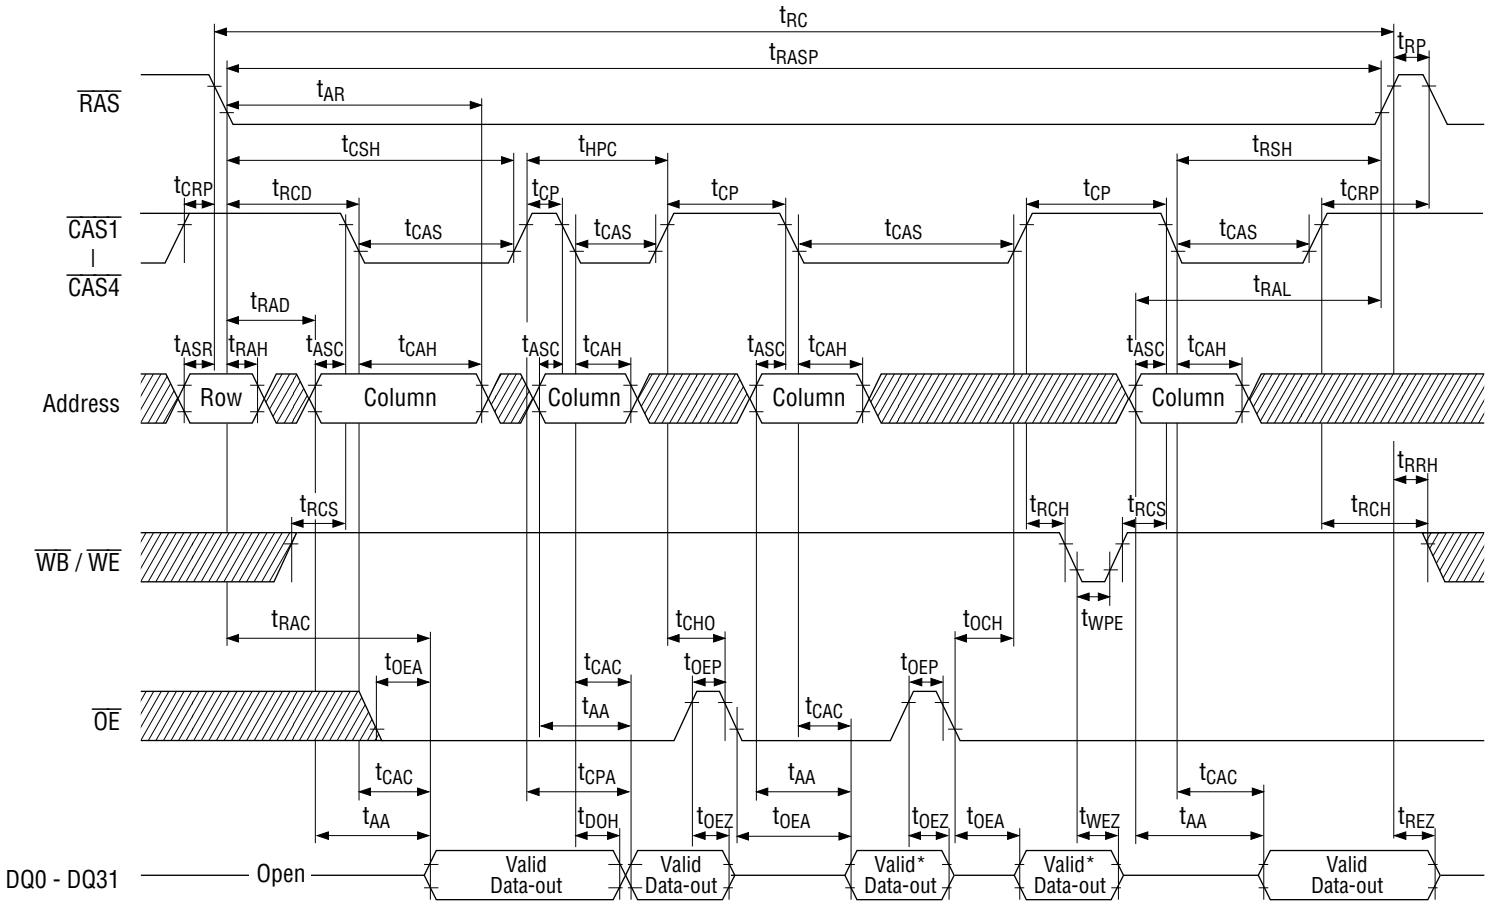 tRC
tRASP
tRP
RAS
tAR
tCSH
tHPC
tRSH
tCRP
tRCD
tCP
tCP
tCP
tCRP
CAS1
|
CAS4
tCAS
tCAS
tCAS
tCAS
tRAD
tRAL
tASR
tRAH
tASC
tCAH
tASC
tCAH
tASC
tCAH
tASC
tCAH
Address
Row
Column
Column
Column
Column
tRRH
tRCS
tRCH
tRCS
tRCH
WB / WE
tWPE
tRAC
tCHO
tOCH
tOEA
tCAC
tOEP
tOEP
OE
tAA
tCAC
tCAC
tCPA
tAA
tCAC
tAA
tDOH
tOEZ
tOEA
tOEZ
tOEA
tWEZ
tAA
tREZ
DQ0 - DQ31
Open
Valid
Data-out
Valid
Data-out
Valid*
Data-out
Valid*
Data-out
Valid
Data-out